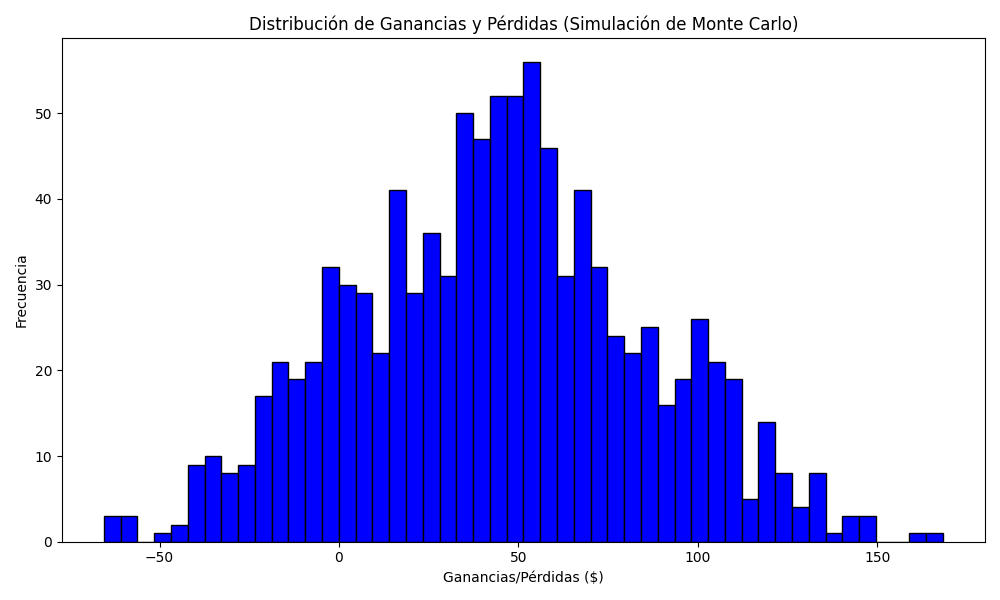 Distribución de Ganancias y Pérdidas (Simulación de Monte Carlo)
Frecuencia
50
40
30
20
10
0
−50 0 50 100 150
Ganancias/Pérdidas ($)